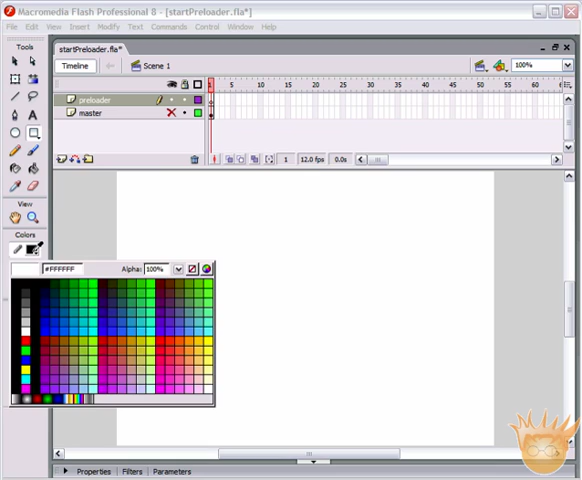 Macromedia Flash Professional 8 - [startPreloader.fla*]
File Edit View Insert Modify Text Commands Control Window Help
Tools
startPreloader.fla*
Timeline Scene 1 100%
1 5 10 15 20 25 30 35 40 45 50 55 60 65
preloader
master
1 12.0 fps 0.0s
View
Colors
#FFFFFF Alpha: 100%
Properties Filters Parameters